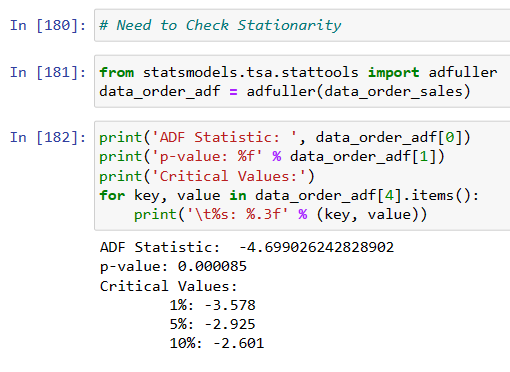 In [180]: # Need to Check Stationarity
In [181]: from statsmodels.tsa.stattools import adfuller
data_order_adf = adfuller(data_order_sales)
In [182]: print('ADF Statistic: ', data_order_adf[0])
print('p-value: %f' % data_order_adf[1])
print('Critical Values:')
for key, value in data_order_adf[4].items():
    print('\t%s: %.3f' % (key, value))
ADF Statistic:  -4.699026242828902
p-value: 0.000085
Critical Values:
        1%: -3.578
        5%: -2.925
        10%: -2.601